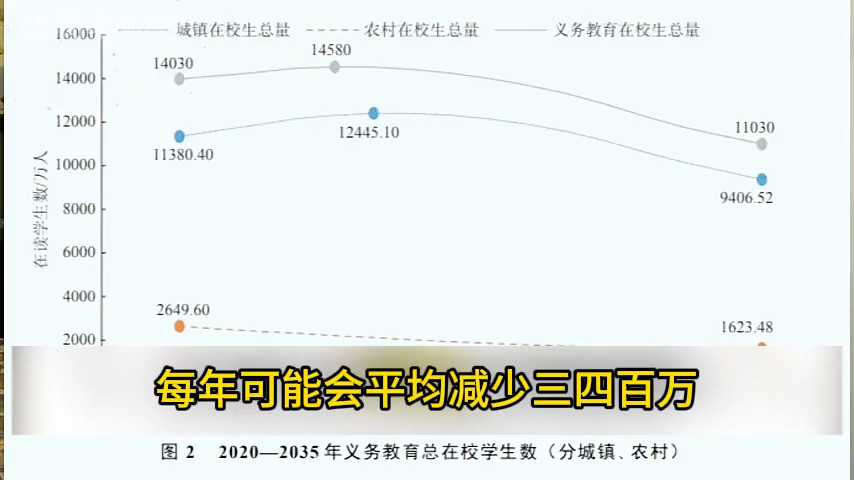 16000 城镇在校生总量 农村在校生总量 义务教育在校生总量
14030 14580
14000
12000 11030
11380.40 12445.10
10000
9406.52
8000
在读学生数/万人
6000
4000
2649.60 1623.48
2000
每年可能会平均减少三四百万
图 2 2020—2035 年义务教育总在校学生数（分城镇、农村）